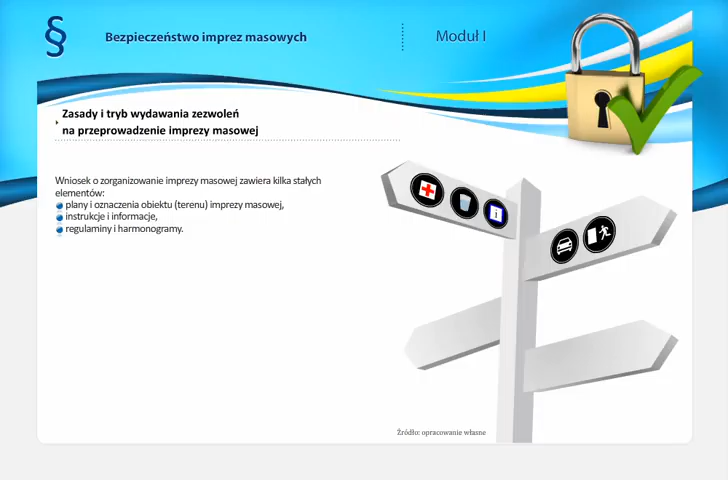 §
Bezpieczeństwo imprez masowych
Moduł I
Zasady i tryb wydawania zezwoleń
na przeprowadzenie imprezy masowej
Wniosek o zorganizowanie imprezy masowej zawiera kilka stałych
elementów:
plany i oznaczenia obiektu (terenu) imprezy masowej,
instrukcje i informacje,
regulaminy i harmonogramy.
i
Źródło: opracowanie własne